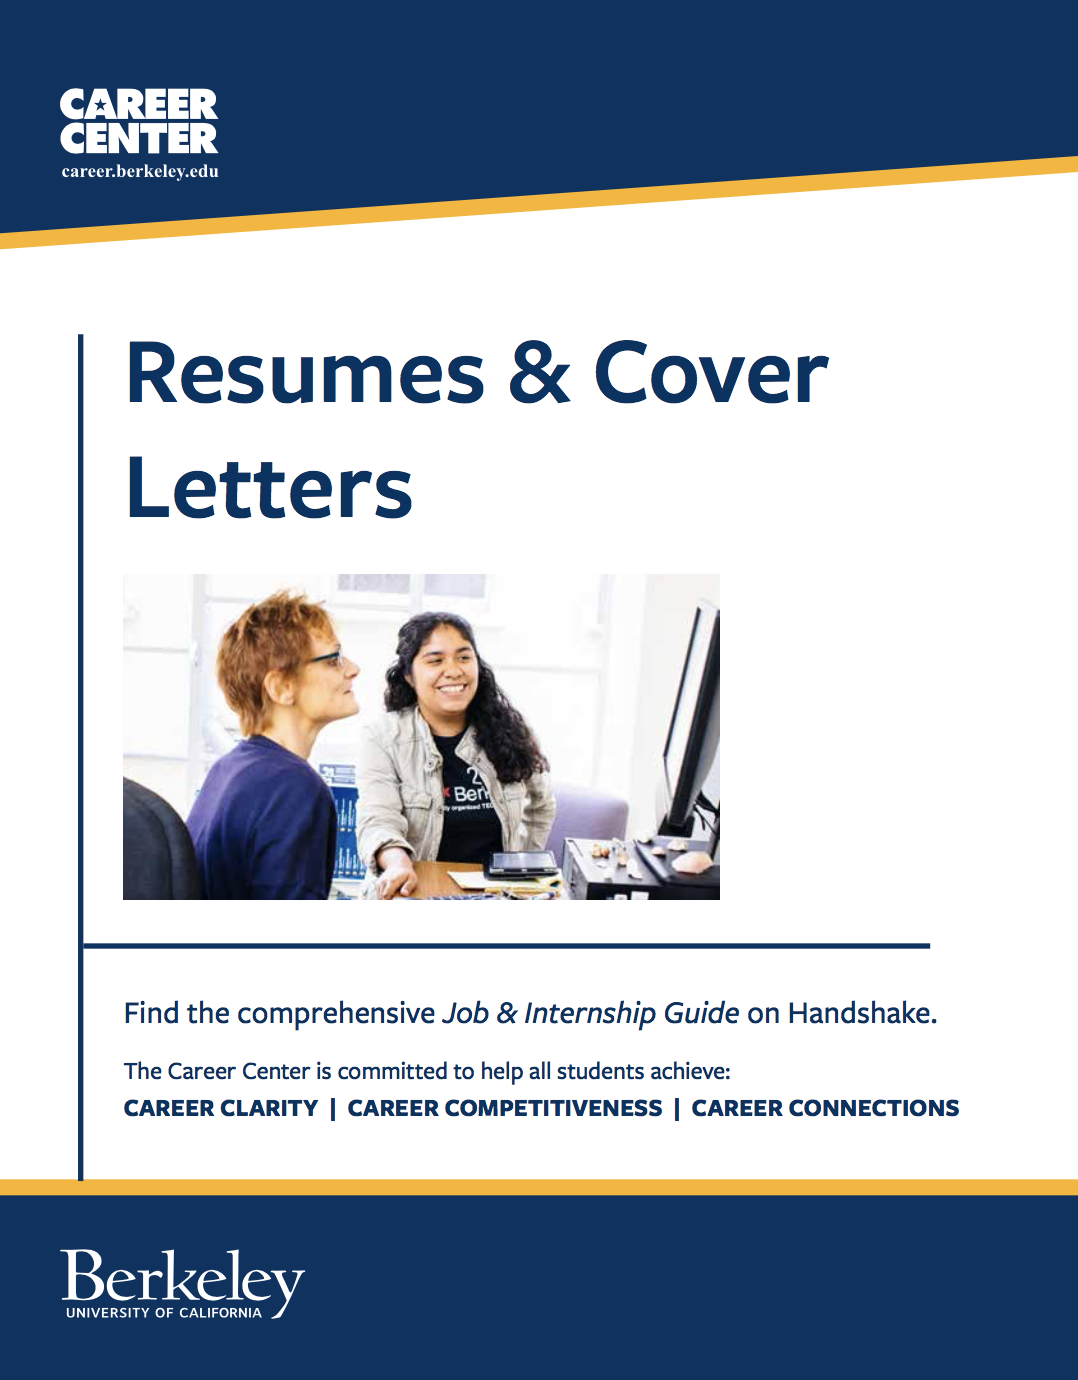 CAREER
CENTER
career.berkeley.edu
Resumes & Cover
Letters
Find the comprehensive Job & Internship Guide on Handshake.
The Career Center is committed to help all students achieve:
CAREER CLARITY | CAREER COMPETITIVENESS | CAREER CONNECTIONS
Berkeley
UNIVERSITY OF CALIFORNIA